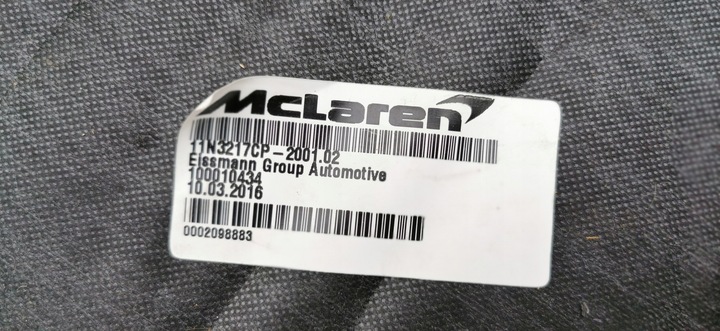 McLaren
11N3217CP-2001.02
Eissmann Group Automotive
100010434
10.03.2016
0002098883